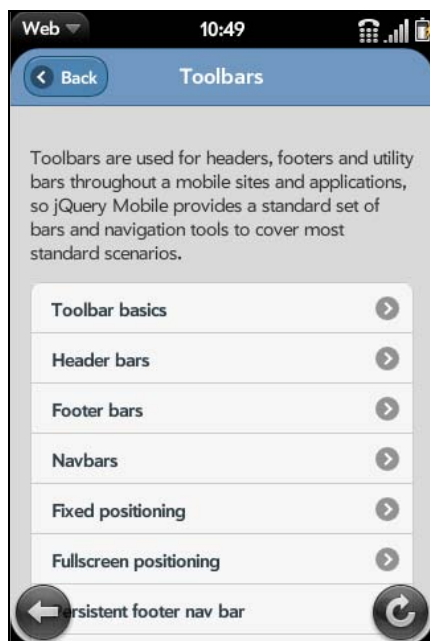 Web
10:49
Back
Toolbars
Toolbars are used for headers, footers and utility
bars throughout a mobile sites and applications,
so jQuery Mobile provides a standard set of
bars and navigation tools to cover most
standard scenarios.
Toolbar basics
Header bars
Footer bars
Navbars
Fixed positioning
Fullscreen positioning
ersistent footer nav bar